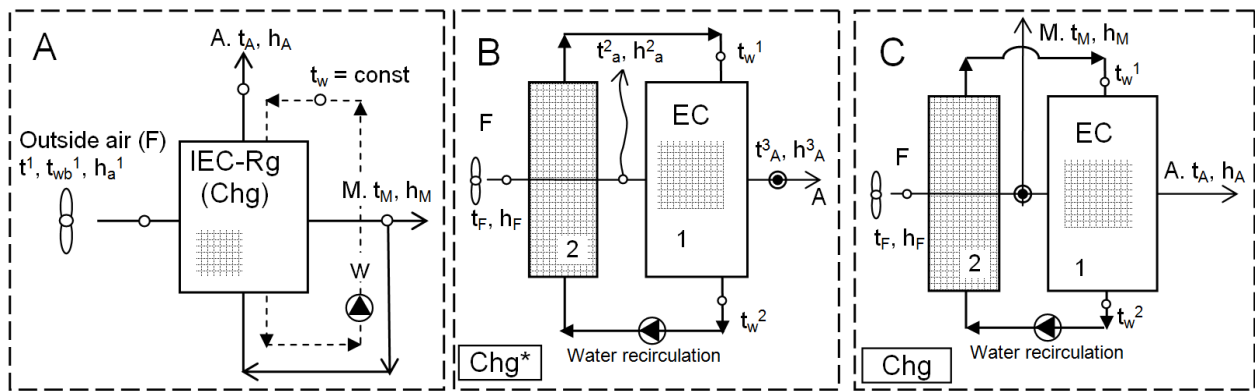 A
A. t_A, h_A
t_w = const
Outside air (F)
t^1, t_wb^1, h_a^1
IEC-Rg
(Chg)
M. t_M, h_M
W
B
t^2_a, h^2_a
t_w^1
F
EC
t^3_A, h^3_A
A
t_F, h_F
2
1
t_w^2
Water recirculation
Chg*
C
M. t_M, h_M
t_w^1
F
EC
A. t_A, h_A
t_F, h_F
2
1
t_w^2
Water recirculation
Chg